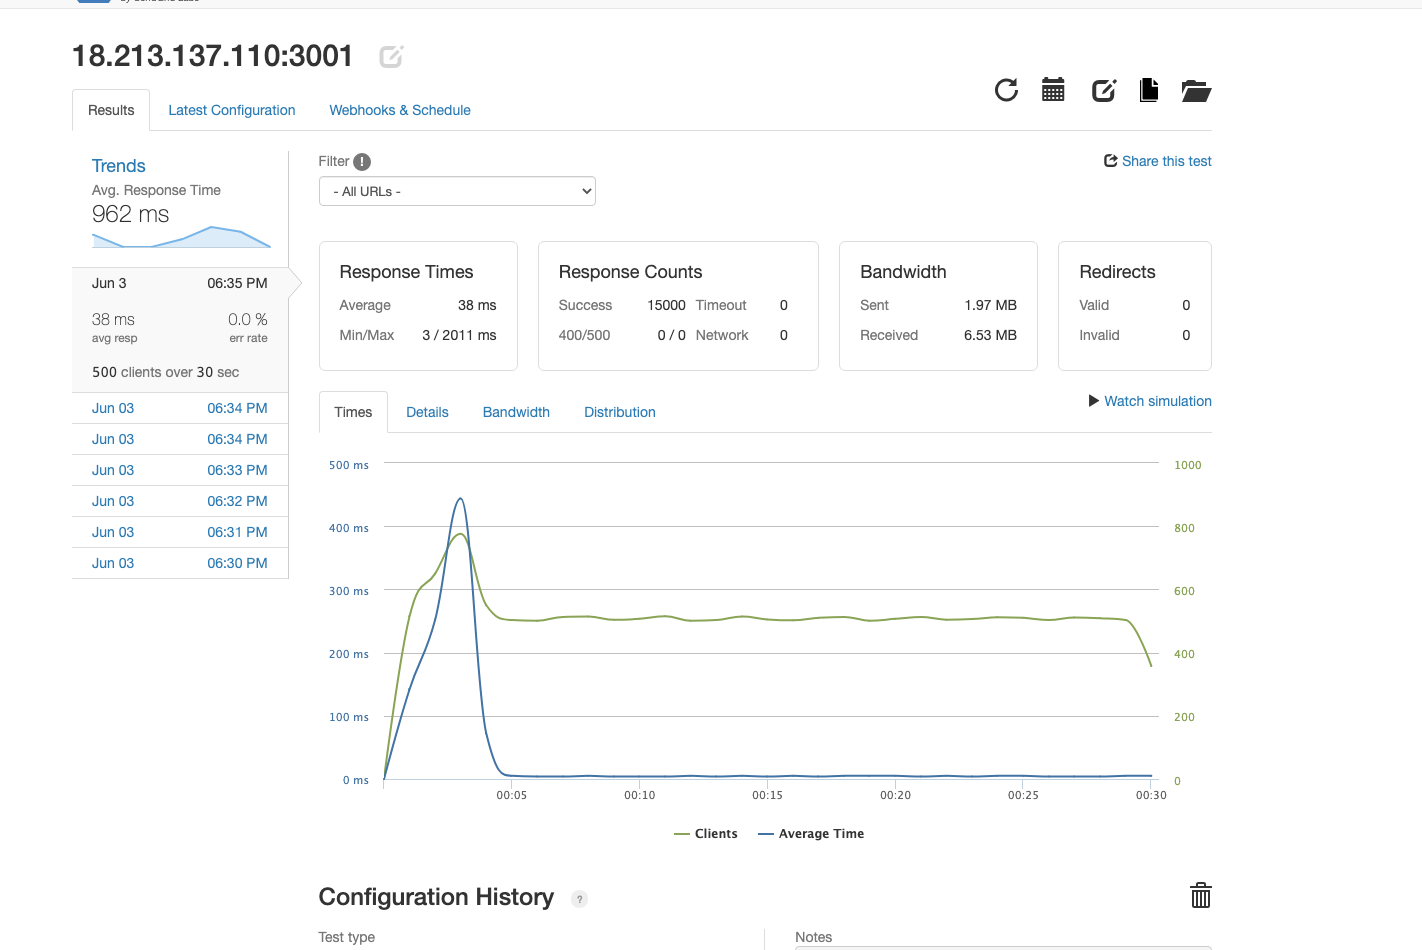 18.213.137.110:3001
Results Latest Configuration Webhooks & Schedule
Trends
Avg. Response Time
962 ms
Jun 3 06:35 PM
38 ms 0.0 %
avg resp err rate
500 clients over 30 sec
Jun 03 06:34 PM
Jun 03 06:34 PM
Jun 03 06:33 PM
Jun 03 06:32 PM
Jun 03 06:31 PM
Jun 03 06:30 PM
Filter !
Share this test
- All URLs -
Response Times
Average 38 ms
Min/Max 3 / 2011 ms
Response Counts
Success 15000 Timeout 0
400/500 0 / 0 Network 0
Bandwidth
Sent 1.97 MB
Received 6.53 MB
Redirects
Valid 0
Invalid 0
Times Details Bandwidth Distribution
Watch simulation
500 ms 1000
400 ms 800
300 ms 600
200 ms 400
100 ms 200
0 ms 0
00:05 00:10 00:15 00:20 00:25 00:30
Clients Average Time
Configuration History ?
Test type Notes